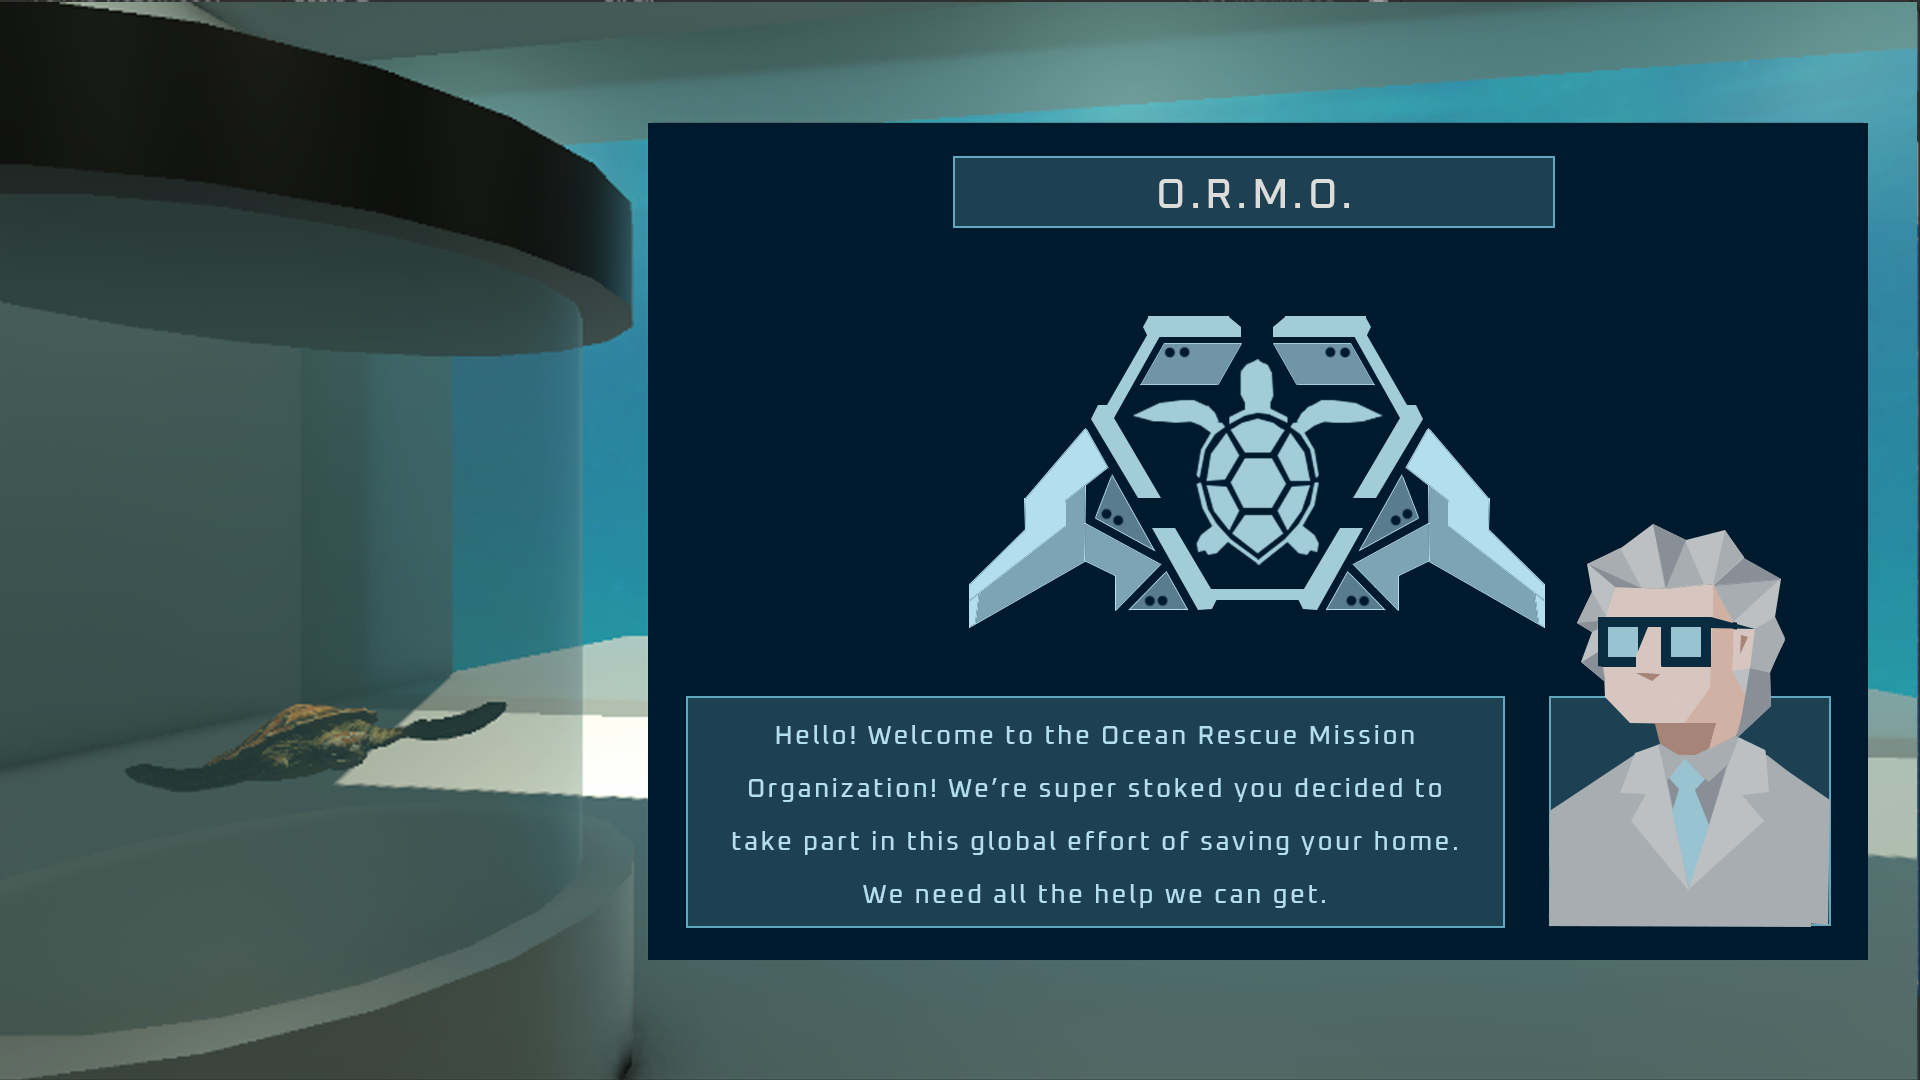 O.R.M.O.
Hello! Welcome to the Ocean Rescue Mission
Organization! We’re super stoked you decided to
take part in this global effort of saving your home.
We need all the help we can get.